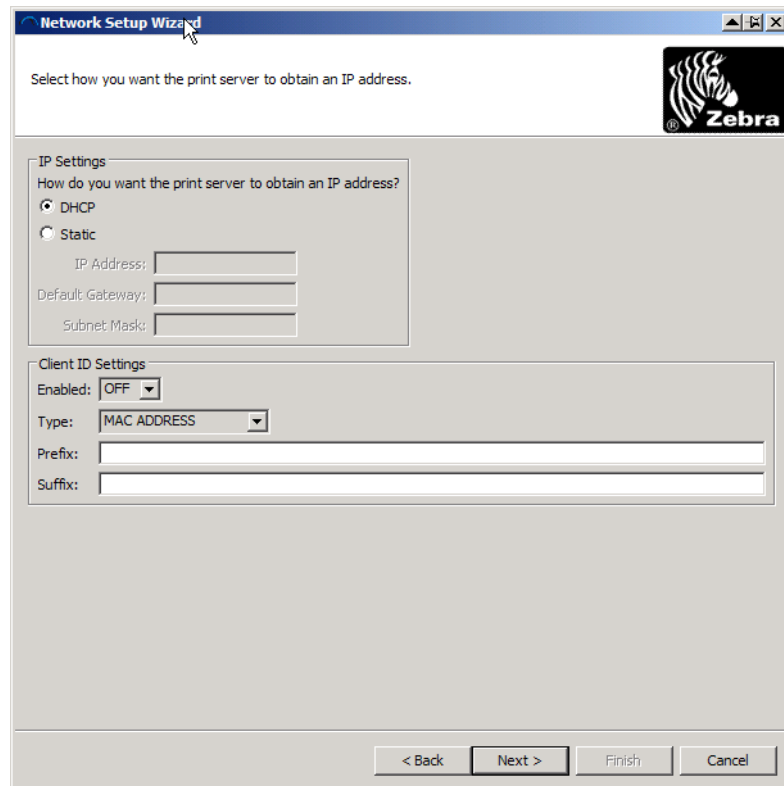 Network Setup Wizard
Select how you want the print server to obtain an IP address.
® Zebra
IP Settings
How do you want the print server to obtain an IP address?
DHCP
Static
IP Address:
Default Gateway:
Subnet Mask:
Client ID Settings
Enabled: OFF
Type: MAC ADDRESS
Prefix:
Suffix:
< Back Next > Finish Cancel